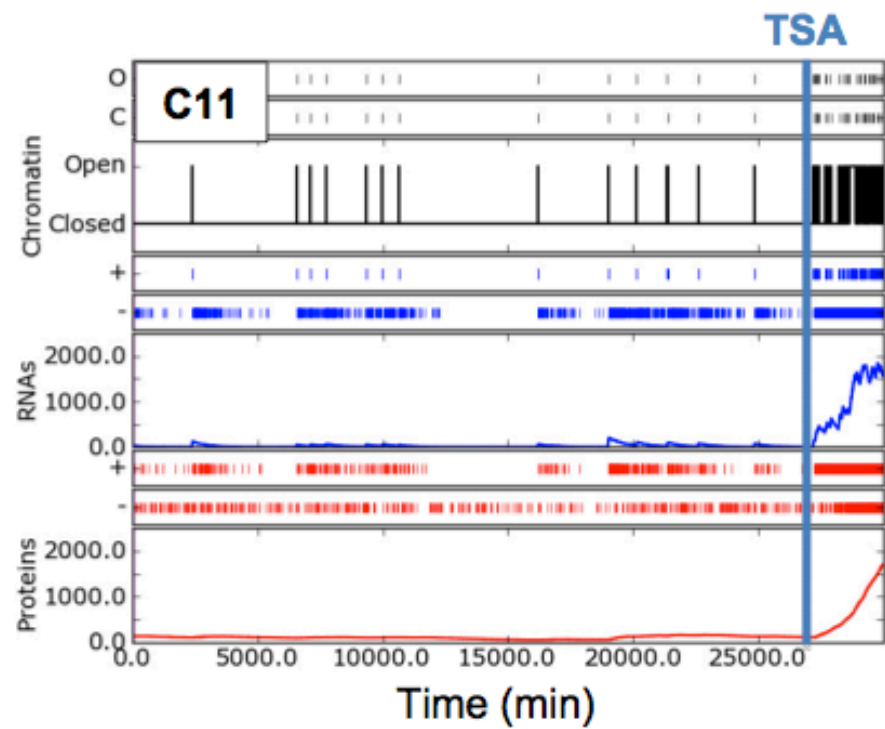 TSA
C11
O
C
Chromatin
Open
Closed
+
-
RNAs
2000.0
1000.0
0.0
+
-
Proteins
2000.0
1000.0
0.0
0.0 5000.0 10000.0 15000.0 20000.0 25000.0
Time (min)